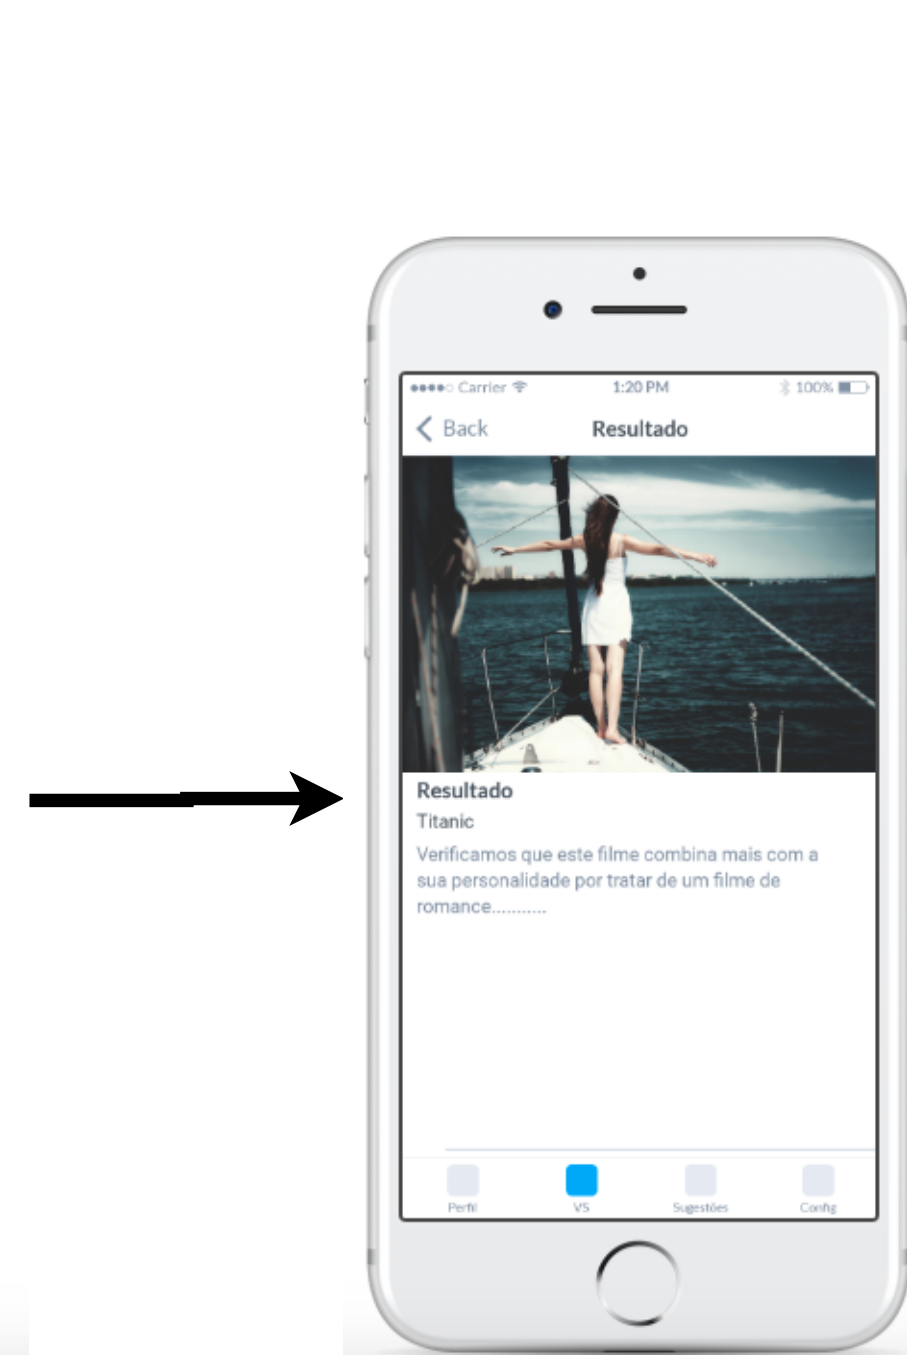 Carrier 1:20 PM 100%
Back Resultado
Resultado
Titanic
Verificamos que este filme combina mais com a
sua personalidade por tratar de um filme de
romance...........
Perfil VS Sugestões Config